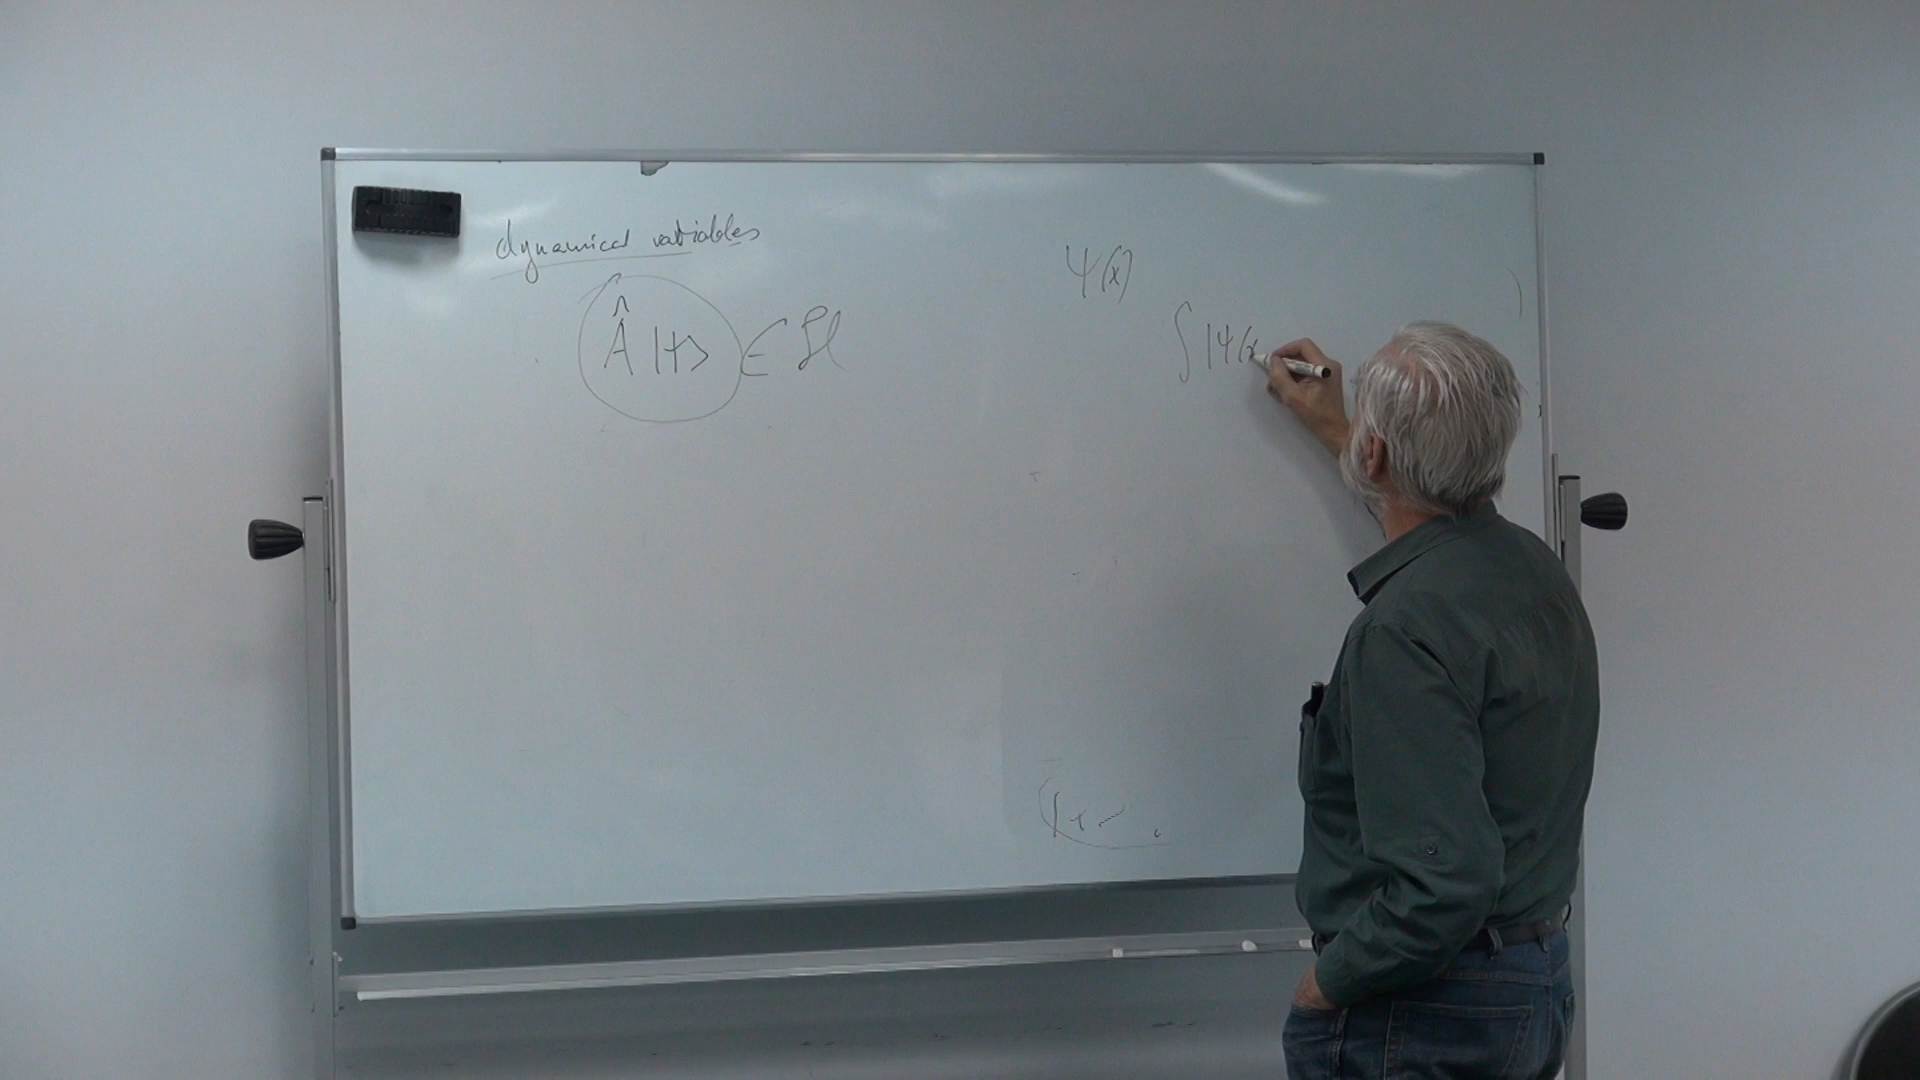 dynamical variables
Â |ψ> ∈ ℋ
ψ(x)
∫ |ψ(x